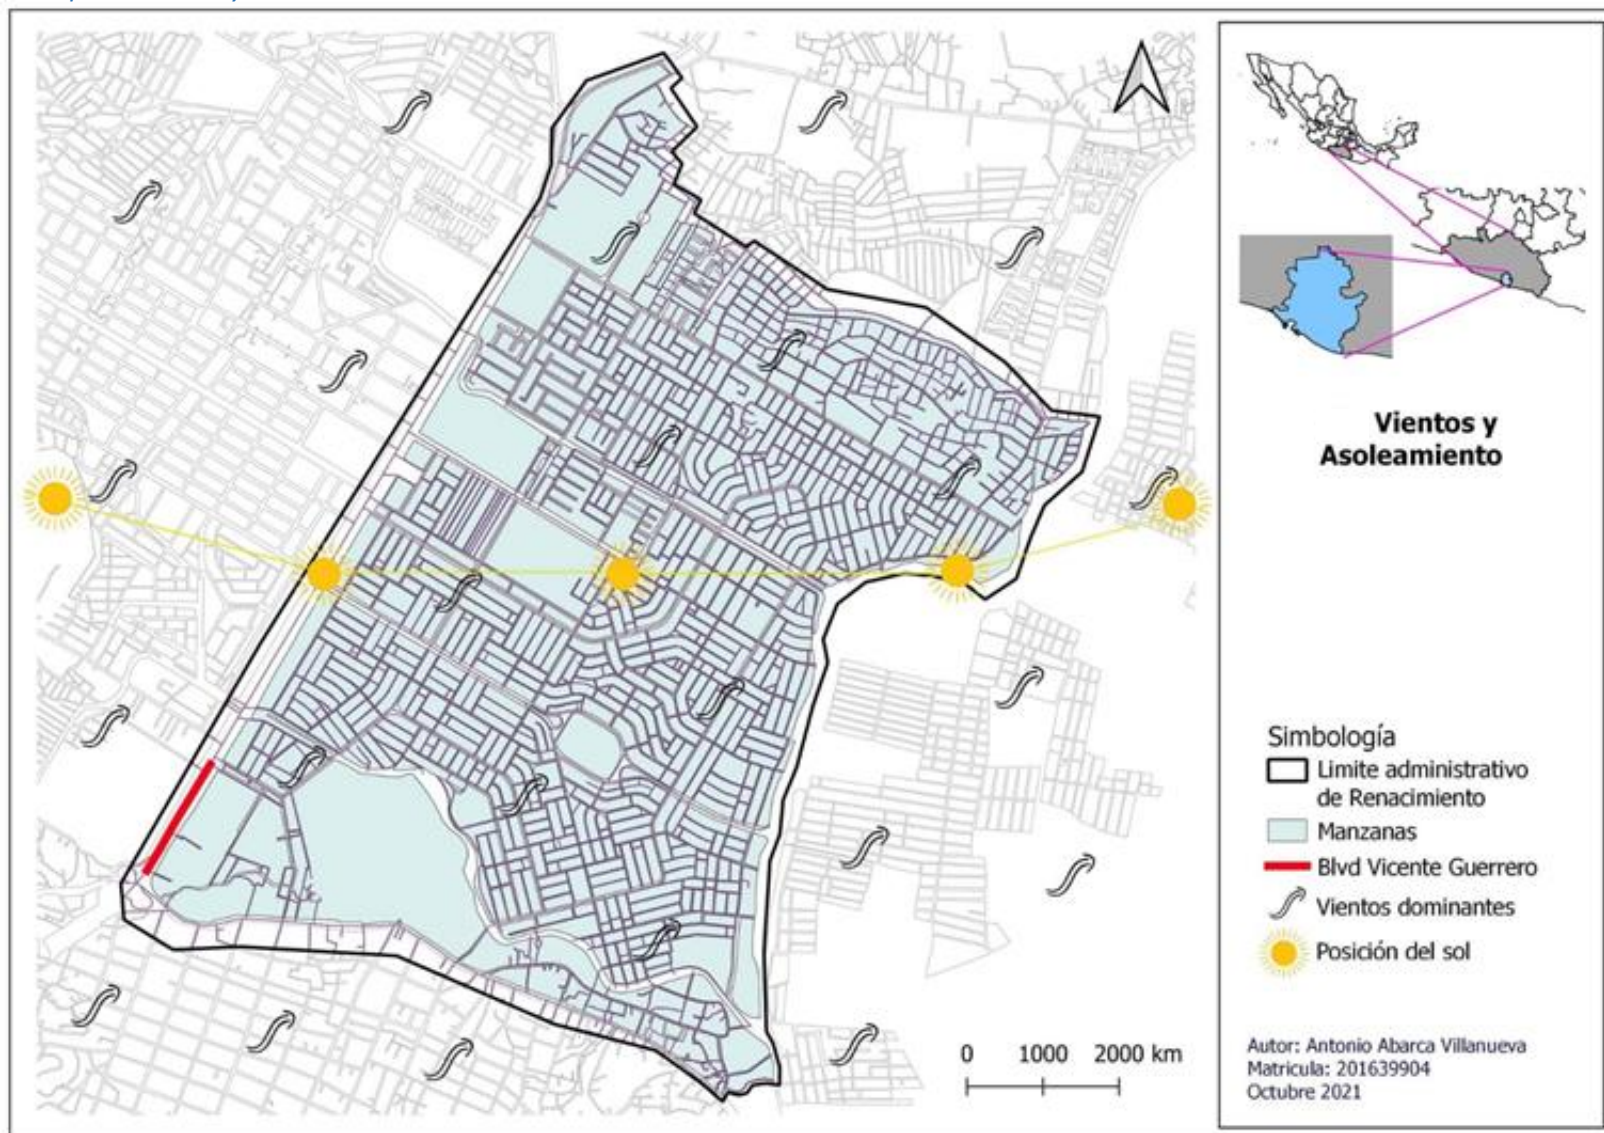 Vientos y
Asoleamiento
Simbología
Limite administrativo
de Renacimiento
Manzanas
Blvd Vicente Guerrero
Vientos dominantes
Posición del sol
0 1000 2000 km
Autor: Antonio Abarca Villanueva
Matricula: 201639904
Octubre 2021